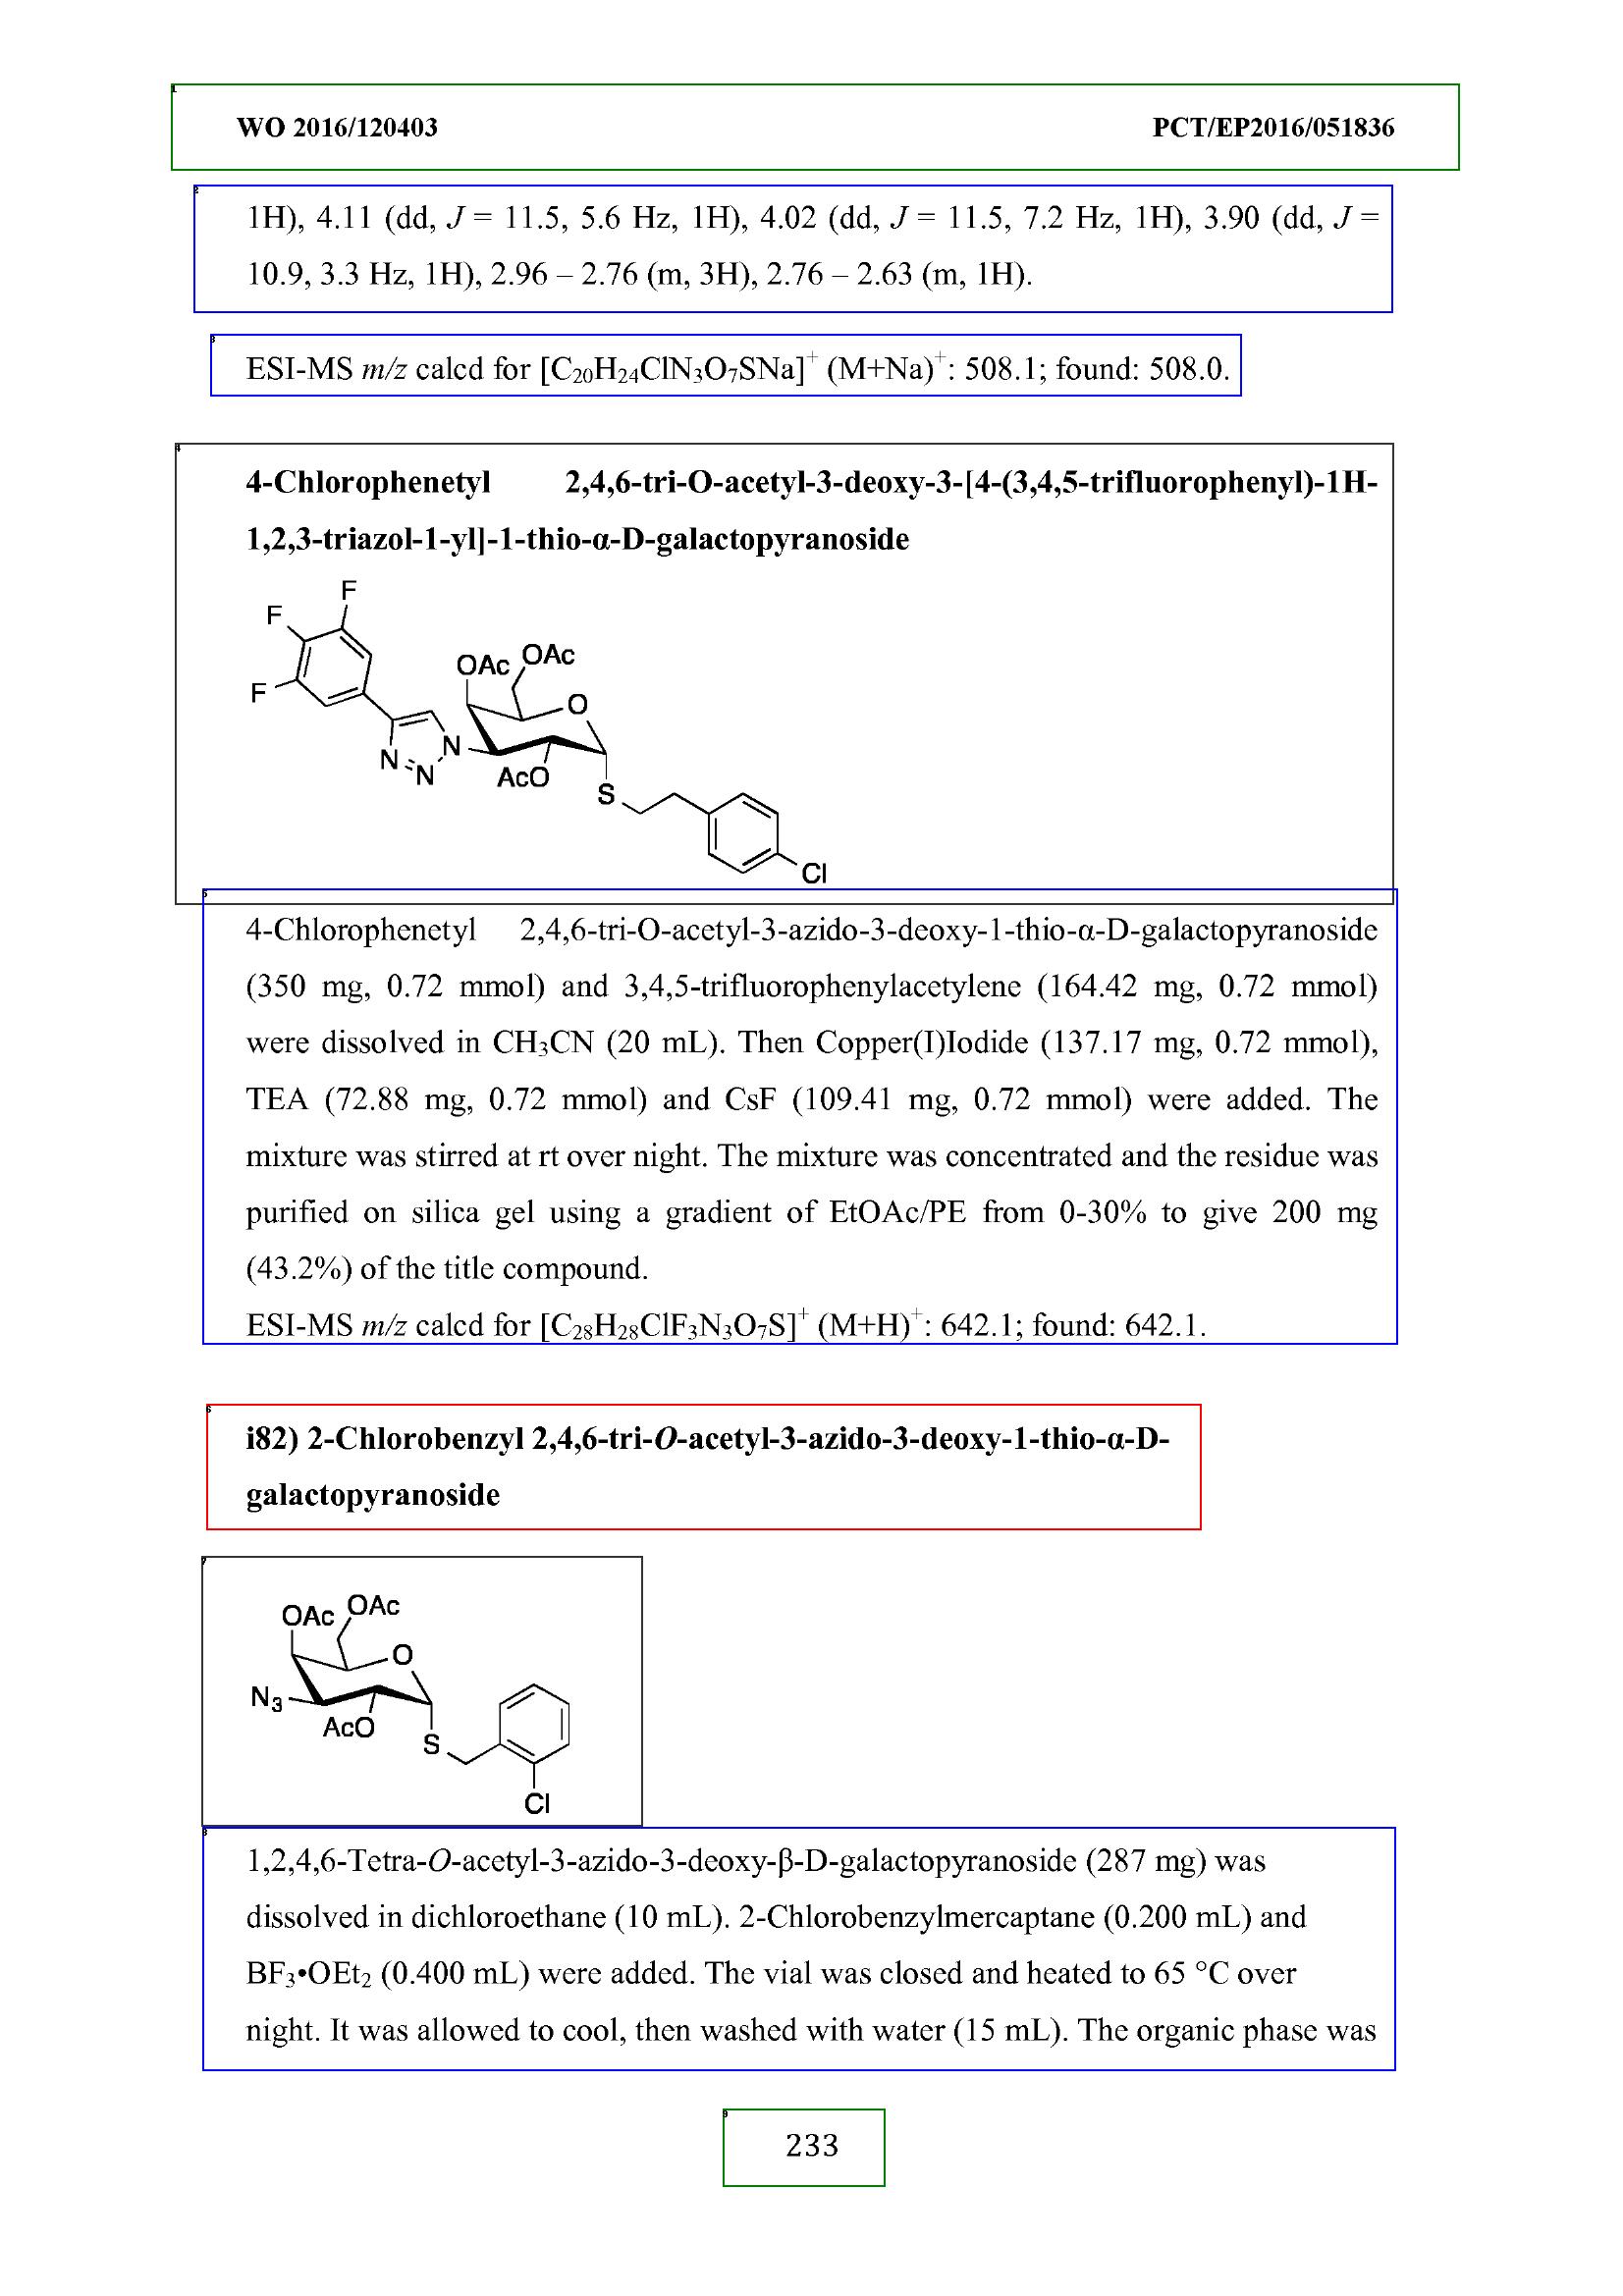 WO 2016/120403 PCT/EP2016/051836
1H), 4.11 (dd, J = 11.5, 5.6 Hz, 1H), 4.02 (dd, J = 11.5, 7.2 Hz, 1H), 3.90 (dd, J =
10.9, 3.3 Hz, 1H), 2.96 – 2.76 (m, 3H), 2.76 – 2.63 (m, 1H).
ESI-MS m/z calcd for [C₂₀H₂₄ClN₃O₇SNa]⁺ (M+Na)⁺: 508.1; found: 508.0.
4-Chlorophenetyl 2,4,6-tri-O-acetyl-3-deoxy-3-[4-(3,4,5-trifluorophenyl)-1H-
1,2,3-triazol-1-yl]-1-thio-α-D-galactopyranoside
F
F
F
OAc OAc
O
N
N
N
AcO
S
Cl
4-Chlorophenetyl 2,4,6-tri-O-acetyl-3-azido-3-deoxy-1-thio-α-D-galactopyranoside
(350 mg, 0.72 mmol) and 3,4,5-trifluorophenylacetylene (164.42 mg, 0.72 mmol)
were dissolved in CH₃CN (20 mL). Then Copper(I)Iodide (137.17 mg, 0.72 mmol),
TEA (72.88 mg, 0.72 mmol) and CsF (109.41 mg, 0.72 mmol) were added. The
mixture was stirred at rt over night. The mixture was concentrated and the residue was
purified on silica gel using a gradient of EtOAc/PE from 0-30% to give 200 mg
(43.2%) of the title compound.
ESI-MS m/z calcd for [C₂₈H₂₈ClF₃N₃O₇S]⁺ (M+H)⁺: 642.1; found: 642.1.
i82) 2-Chlorobenzyl 2,4,6-tri-O-acetyl-3-azido-3-deoxy-1-thio-α-D-
galactopyranoside
OAc OAc
O
N₃
AcO
S
Cl
1,2,4,6-Tetra-O-acetyl-3-azido-3-deoxy-β-D-galactopyranoside (287 mg) was
dissolved in dichloroethane (10 mL). 2-Chlorobenzylmercaptane (0.200 mL) and
BF₃•OEt₂ (0.400 mL) were added. The vial was closed and heated to 65 °C over
night. It was allowed to cool, then washed with water (15 mL). The organic phase was
233